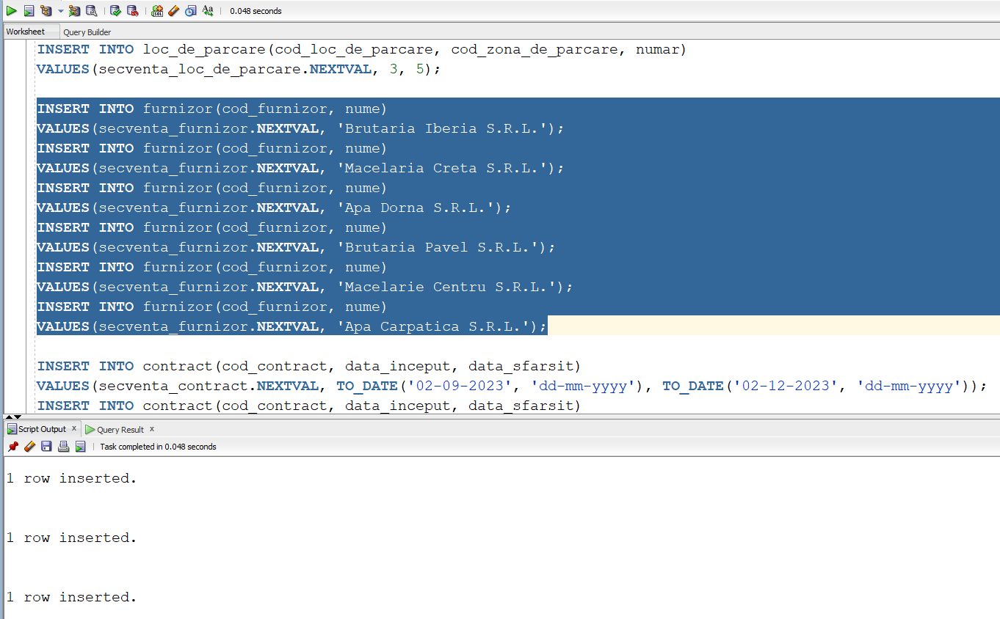 0.048 seconds
Worksheet Query Builder
INSERT INTO loc_de_parcare(cod_loc_de_parcare, cod_zona_de_parcare, numar)
VALUES(secventa_loc_de_parcare.NEXTVAL, 3, 5);
INSERT INTO furnizor(cod_furnizor, nume)
VALUES(secventa_furnizor.NEXTVAL, 'Brutaria Iberia S.R.L.');
INSERT INTO furnizor(cod_furnizor, nume)
VALUES(secventa_furnizor.NEXTVAL, 'Macelaria Creta S.R.L.');
INSERT INTO furnizor(cod_furnizor, nume)
VALUES(secventa_furnizor.NEXTVAL, 'Apa Dorna S.R.L.');
INSERT INTO furnizor(cod_furnizor, nume)
VALUES(secventa_furnizor.NEXTVAL, 'Brutaria Pavel S.R.L.');
INSERT INTO furnizor(cod_furnizor, nume)
VALUES(secventa_furnizor.NEXTVAL, 'Macelarie Centru S.R.L.');
INSERT INTO furnizor(cod_furnizor, nume)
VALUES(secventa_furnizor.NEXTVAL, 'Apa Carpatica S.R.L.');
INSERT INTO contract(cod_contract, data_inceput, data_sfarsit)
VALUES(secventa_contract.NEXTVAL, TO_DATE('02-09-2023', 'dd-mm-yyyy'), TO_DATE('02-12-2023', 'dd-mm-yyyy'));
INSERT INTO contract(cod_contract, data_inceput, data_sfarsit)
Script Output x Query Result x
Task completed in 0.048 seconds
1 row inserted.
1 row inserted.
1 row inserted.